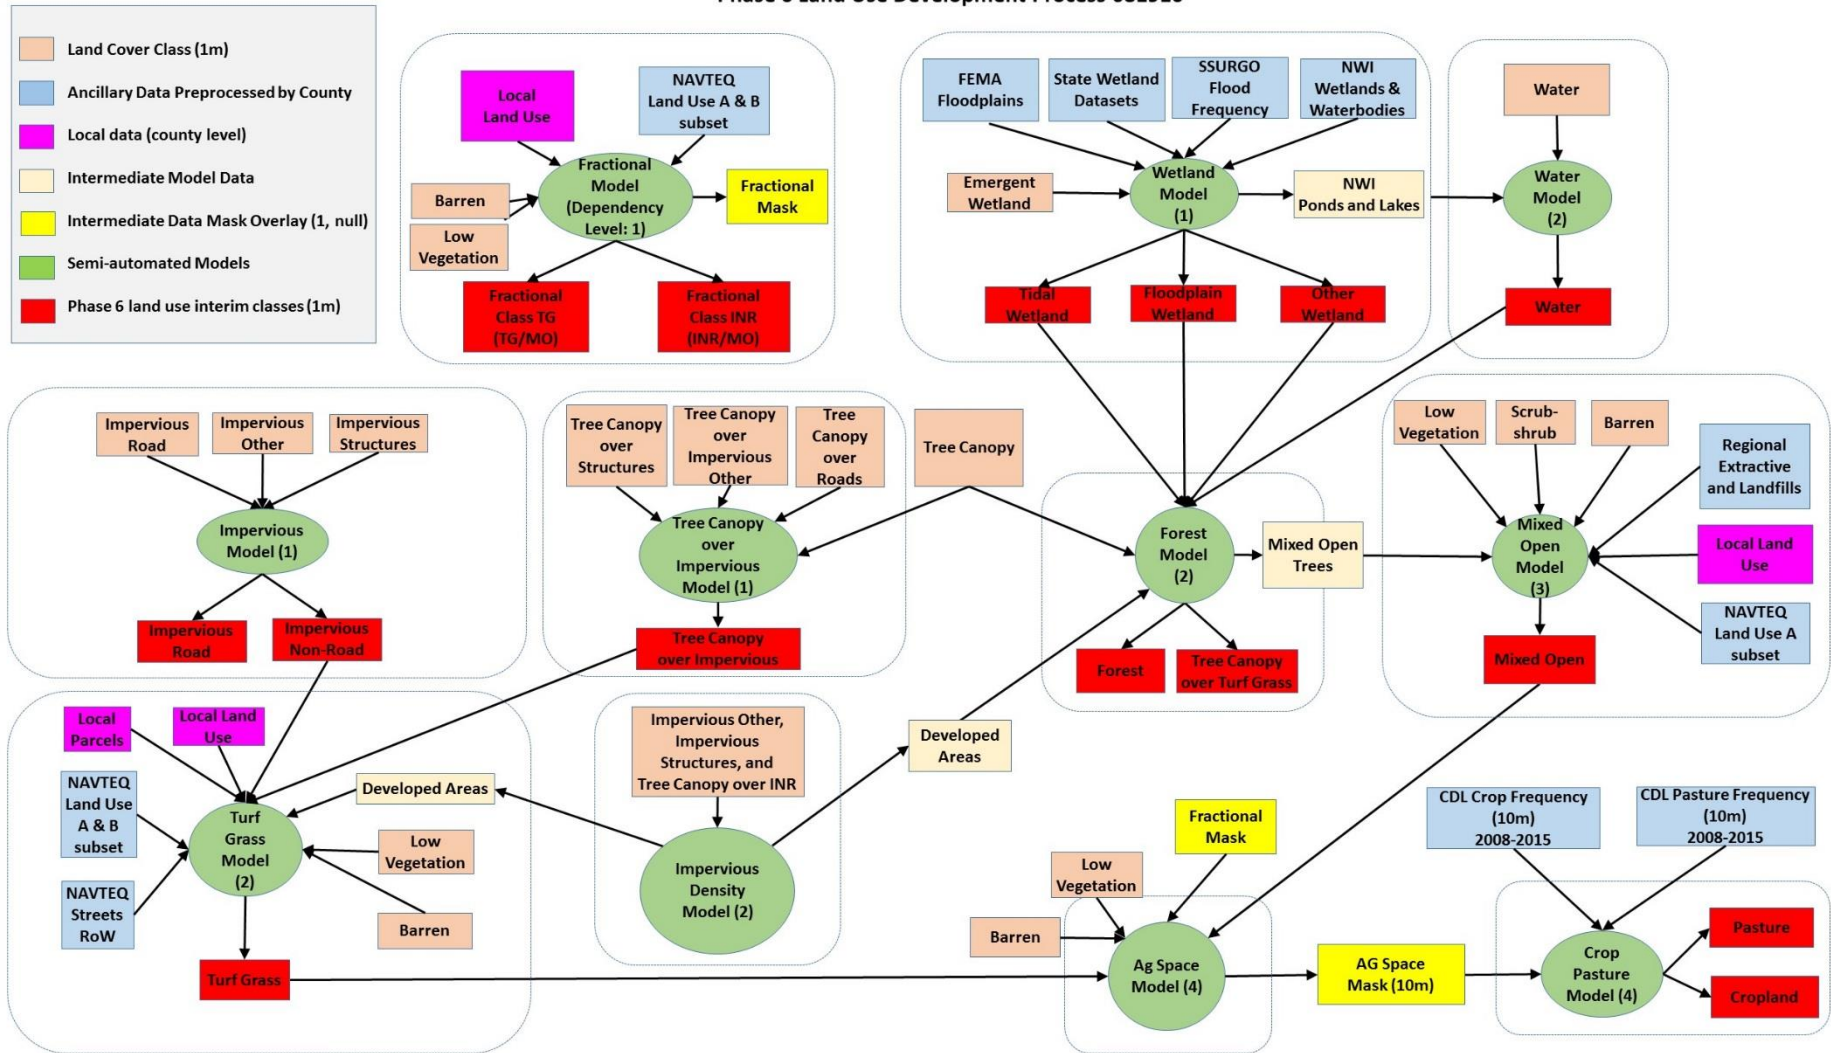 Phase 6 Land Use Development Process 082916
Land Cover Class (1m)
Ancillary Data Preprocessed by County
Local data (county level)
Intermediate Model Data
Intermediate Data Mask Overlay (1, null)
Semi-automated Models
Phase 6 land use interim classes (1m)
Local
Land Use
NAVTEQ
Land Use A & B
subset
Fractional
Model
(Dependency
Level: 1)
Barren
Low
Vegetation
Fractional
Mask
Fractional
Class TG
(TG/MO)
Fractional
Class INR
(INR/MO)
FEMA
Floodplains
State Wetland
Datasets
SSURGO
Flood
Frequency
NWI
Wetlands &
Waterbodies
Emergent
Wetland
Wetland
Model
(1)
NWI
Ponds and Lakes
Tidal
Wetland
Floodplain
Wetland
Other
Wetland
Water
Water
Model
(2)
Water
Impervious
Road
Impervious
Other
Impervious
Structures
Impervious
Model (1)
Impervious
Road
Impervious
Non-Road
Tree Canopy
over
Structures
Tree Canopy
over
Impervious
Other
Tree
Canopy
over
Roads
Tree Canopy
over
Impervious
Model (1)
Tree Canopy
over Impervious
Tree Canopy
Forest
Model
(2)
Mixed Open
Trees
Forest
Tree Canopy
over Turf Grass
Low
Vegetation
Scrub-
shrub
Barren
Regional
Extractive
and Landfills
Mixed
Open
Model
(3)
Local Land
Use
NAVTEQ
Land Use A
subset
Mixed Open
Local
Parcels
Local Land
Use
NAVTEQ
Land Use
A & B
subset
Developed Areas
Turf
Grass
Model
(2)
Low
Vegetation
NAVTEQ
Streets
RoW
Barren
Turf Grass
Impervious Other,
Impervious
Structures, and
Tree Canopy over INR
Impervious
Density
Model (2)
Developed
Areas
Fractional
Mask
Low
Vegetation
Barren
Ag Space
Model (4)
AG Space
Mask (10m)
CDL Crop Frequency
(10m)
2008-2015
CDL Pasture Frequency
(10m)
2008-2015
Crop
Pasture
Model (4)
Pasture
Cropland